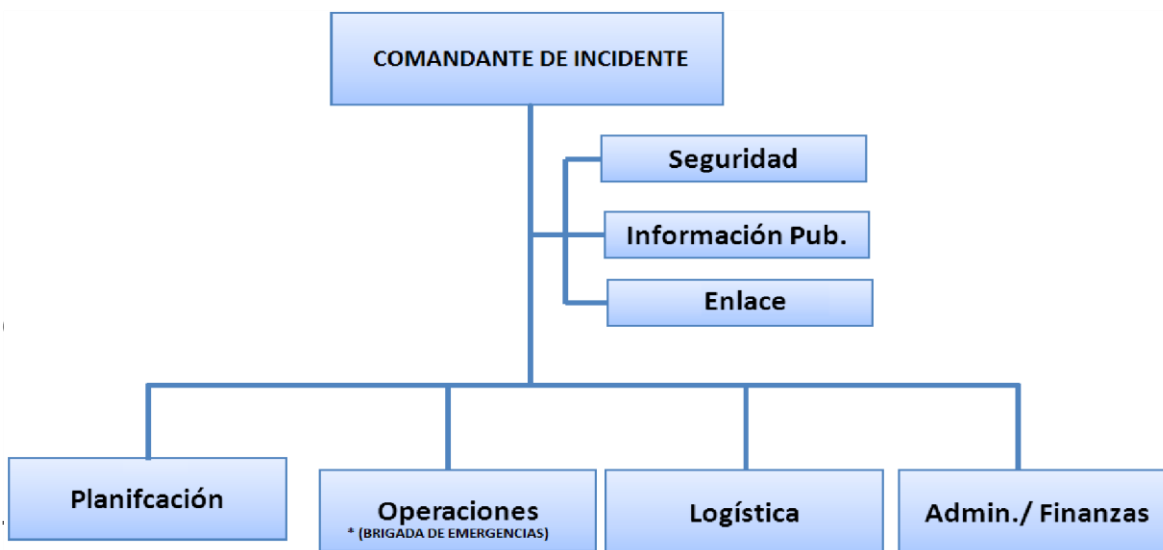 COMANDANTE DE INCIDENTE
Seguridad
Información Pub.
Enlace
Planifcación
Operaciones
* (BRIGADA DE EMERGENCIAS)
Logística
Admin./ Finanzas